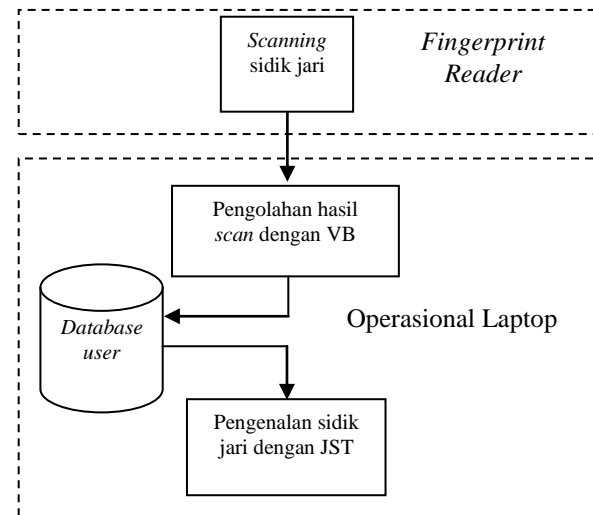 Scanning
sidik jari
Fingerprint
Reader
Pengolahan hasil
scan dengan VB
Database
user
Operasional Laptop
Pengenalan sidik
jari dengan JST